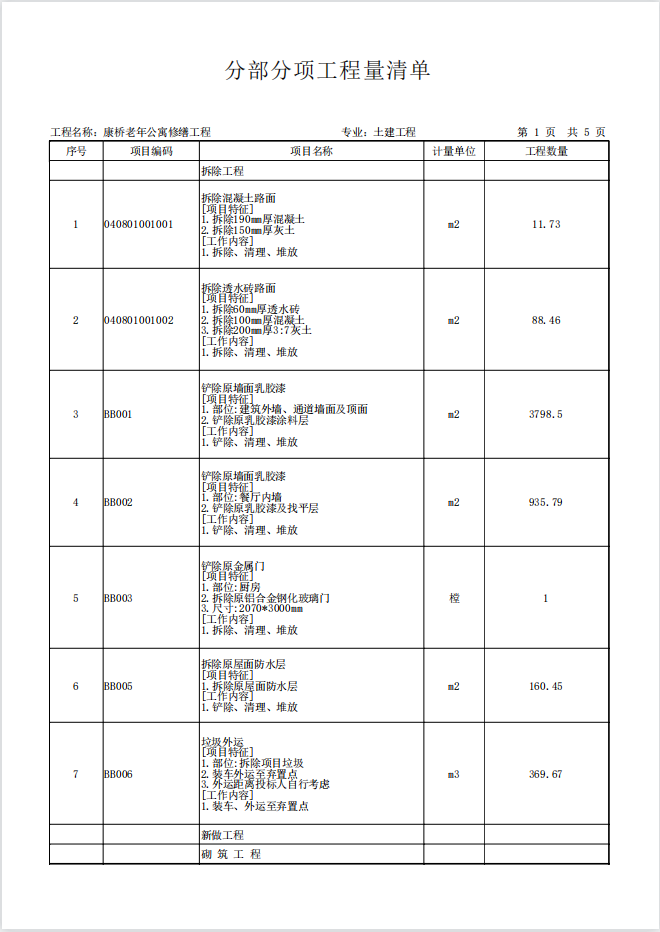 分部分项工程量清单
工程名称: 康桥老年公寓修缮工程 专业: 土建工程 第 1 页 共 5 页
序号 项目编码 项目名称 计量单位 工程数量
拆除工程
拆除混凝土路面
[项目特征]
1.拆除190mm厚混凝土
2.拆除150mm厚灰土
[工作内容]
1.拆除、清理、堆放
1 040801001001 m2 11.73
拆除透水砖路面
[项目特征]
1.拆除60mm厚透水砖
2.拆除100mm厚混凝土
3.拆除200mm厚3:7灰土
[工作内容]
1.拆除、清理、堆放
2 040801001002 m2 88.46
铲除原墙面乳胶漆
[项目特征]
1.部位:建筑外墙、通道墙面及顶面
2.铲除原乳胶漆涂料层
[工作内容]
1.铲除、清理、堆放
3 BB001 m2 3798.5
铲除原墙面乳胶漆
[项目特征]
1.部位:餐厅内墙
2.铲除原乳胶漆及找平层
[工作内容]
1.铲除、清理、堆放
4 BB002 m2 935.79
铲除原金属门
[项目特征]
1.部位:厨房
2.拆除原铝合金钢化玻璃门
3.尺寸:2070*3000mm
[工作内容]
1.拆除、清理、堆放
5 BB003 樘 1
拆除原屋面防水层
[项目特征]
1.拆除原屋面防水层
[工作内容]
1.铲除、清理、堆放
6 BB005 m2 160.45
垃圾外运
[项目特征]
1.部位:拆除项目垃圾
2.装车外运至弃置点
3.外运距离投标人自行考虑
[工作内容]
1.装车、外运至弃置点
7 BB006 m3 369.67
新做工程
砌 筑 工 程